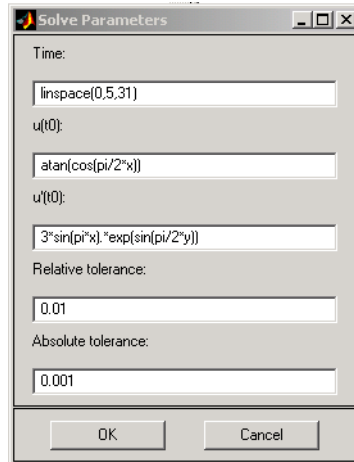 Solve Parameters
Time:
linspace(0,5,31)
u(t0):
atan(cos(pi/2*x))
u'(t0):
3*sin(pi*x).*exp(sin(pi/2*y))
Relative tolerance:
0.01
Absolute tolerance:
0.001
OK Cancel